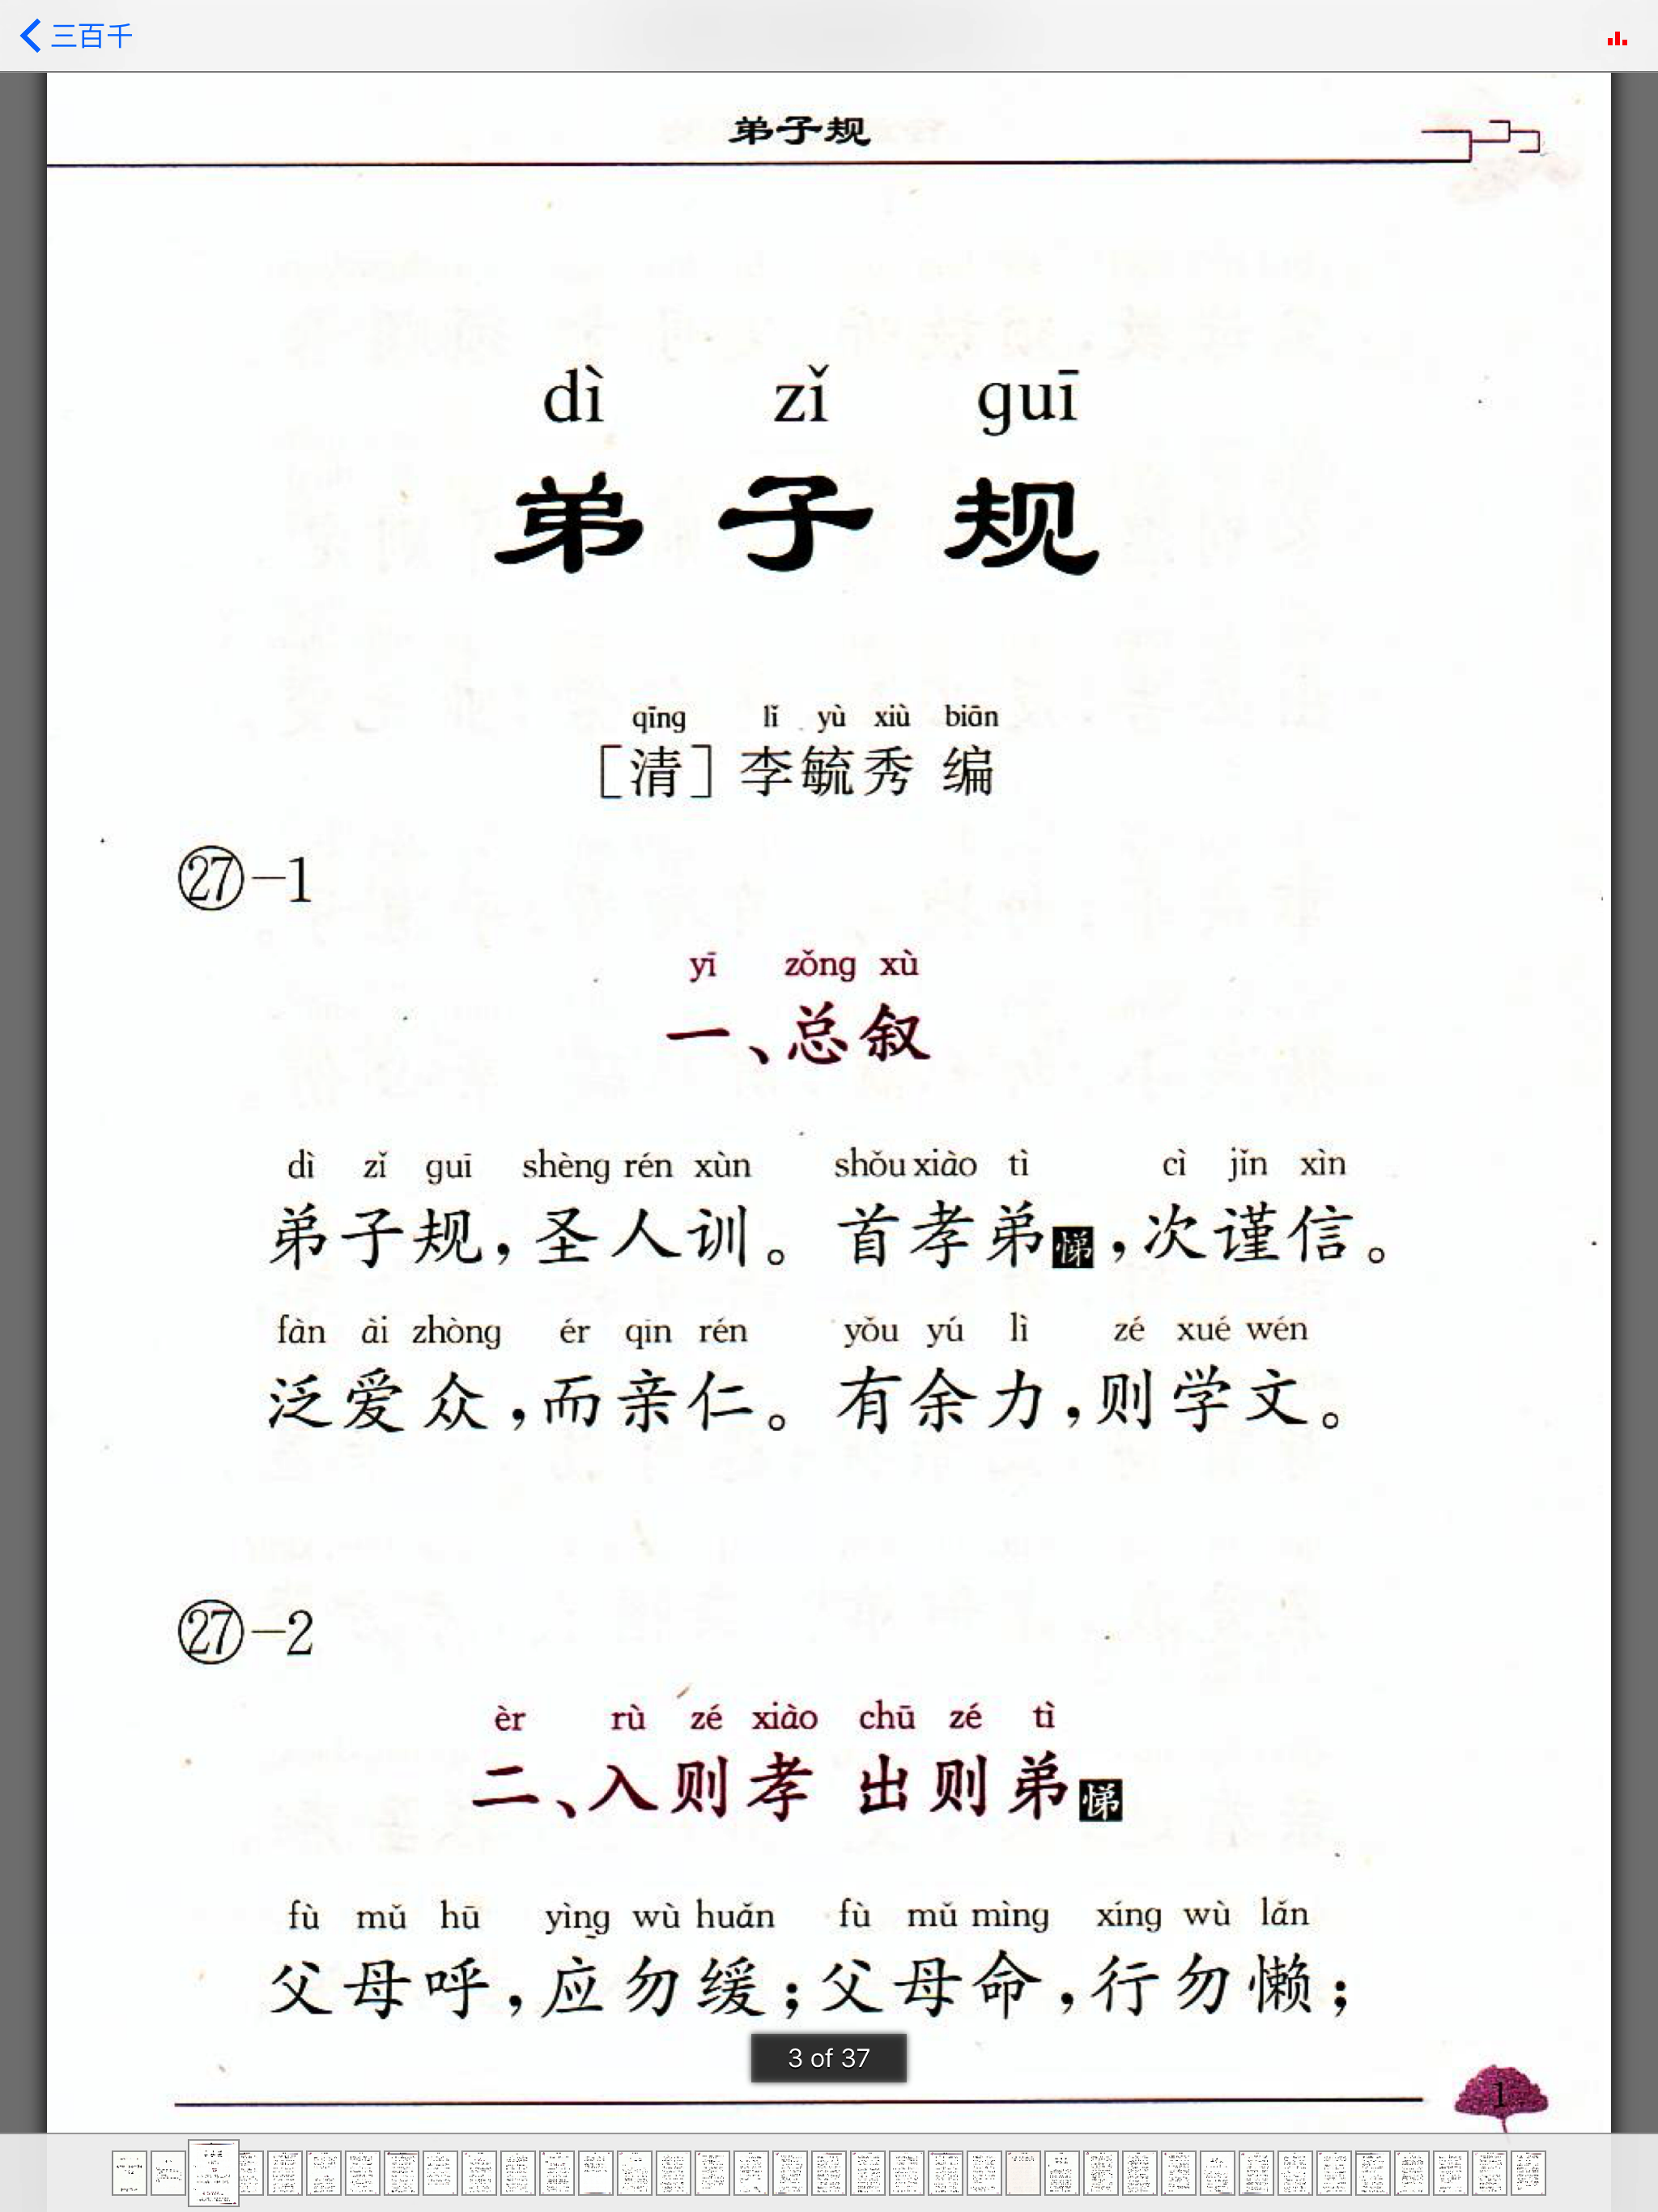 三百千
弟子规
dì zǐ guī
弟子规
qīng lǐ yù xiù biān
［清］李毓秀 编
㉗－1
yī zǒng xù
一、总叙
dì zǐ guī shèng rén xùn shǒu xiào tì cì jǐn xìn
弟子规，圣人训。首孝弟悌，次谨信。
fàn ài zhòng ér qīn rén yǒu yú lì zé xué wén
泛爱众，而亲仁。有余力，则学文。
㉗－2
èr rù zé xiào chū zé tì
二、入则孝 出则弟悌
fù mǔ hū yìng wù huǎn fù mǔ mìng xíng wù lǎn
父母呼，应勿缓；父母命，行勿懒；
3 of 37
1